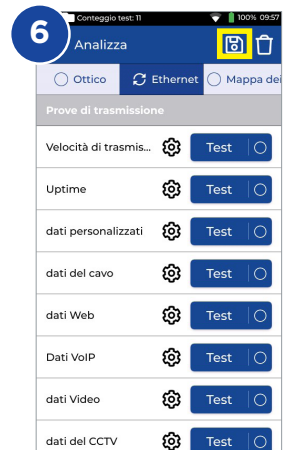 6
Conteggio test: 11
100% 09:57
Analizza
Ottico
Ethernet
Mappa dei
Prove di trasmissione
Velocità di trasmis...
Test
Uptime
Test
dati personalizzati
Test
dati del cavo
Test
dati Web
Test
Dati VoIP
Test
dati Video
Test
dati del CCTV
Test